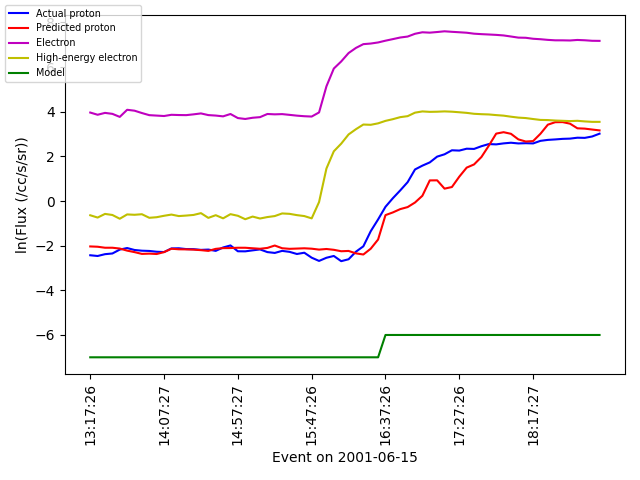 Actual proton
Predicted proton
Electron
High-energy electron
Model
4
2
0
−2
−4
−6
ln(Flux (/cc/s/sr))
13:17:26
14:07:27
14:57:27
15:47:26
16:37:26
17:27:26
18:17:27
Event on 2001-06-15